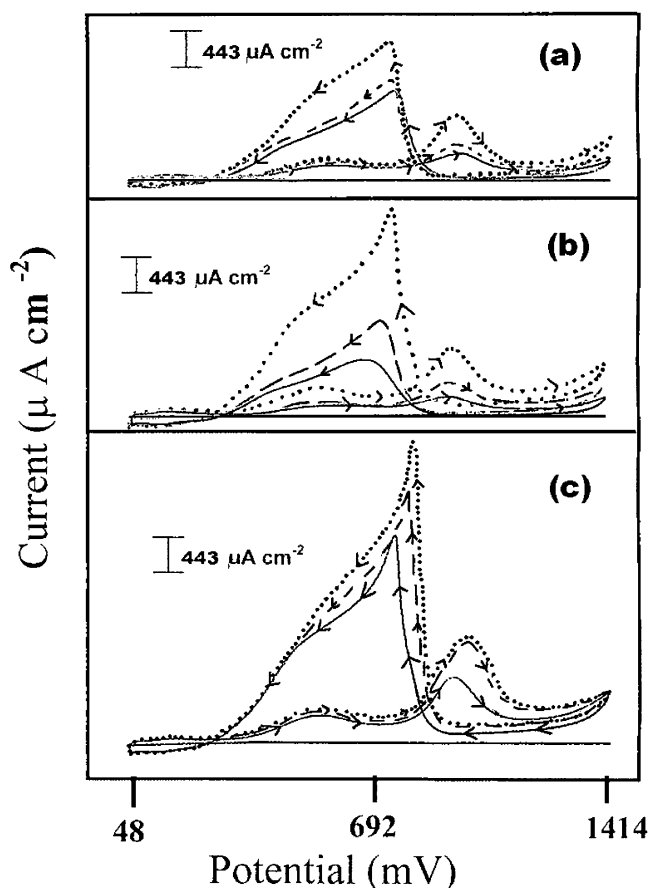 443 µA cm-2
(a)
443 µA cm-2
(b)
443 µA cm-2
(c)
Current (µ A cm -2)
48
692
1414
Potential (mV)